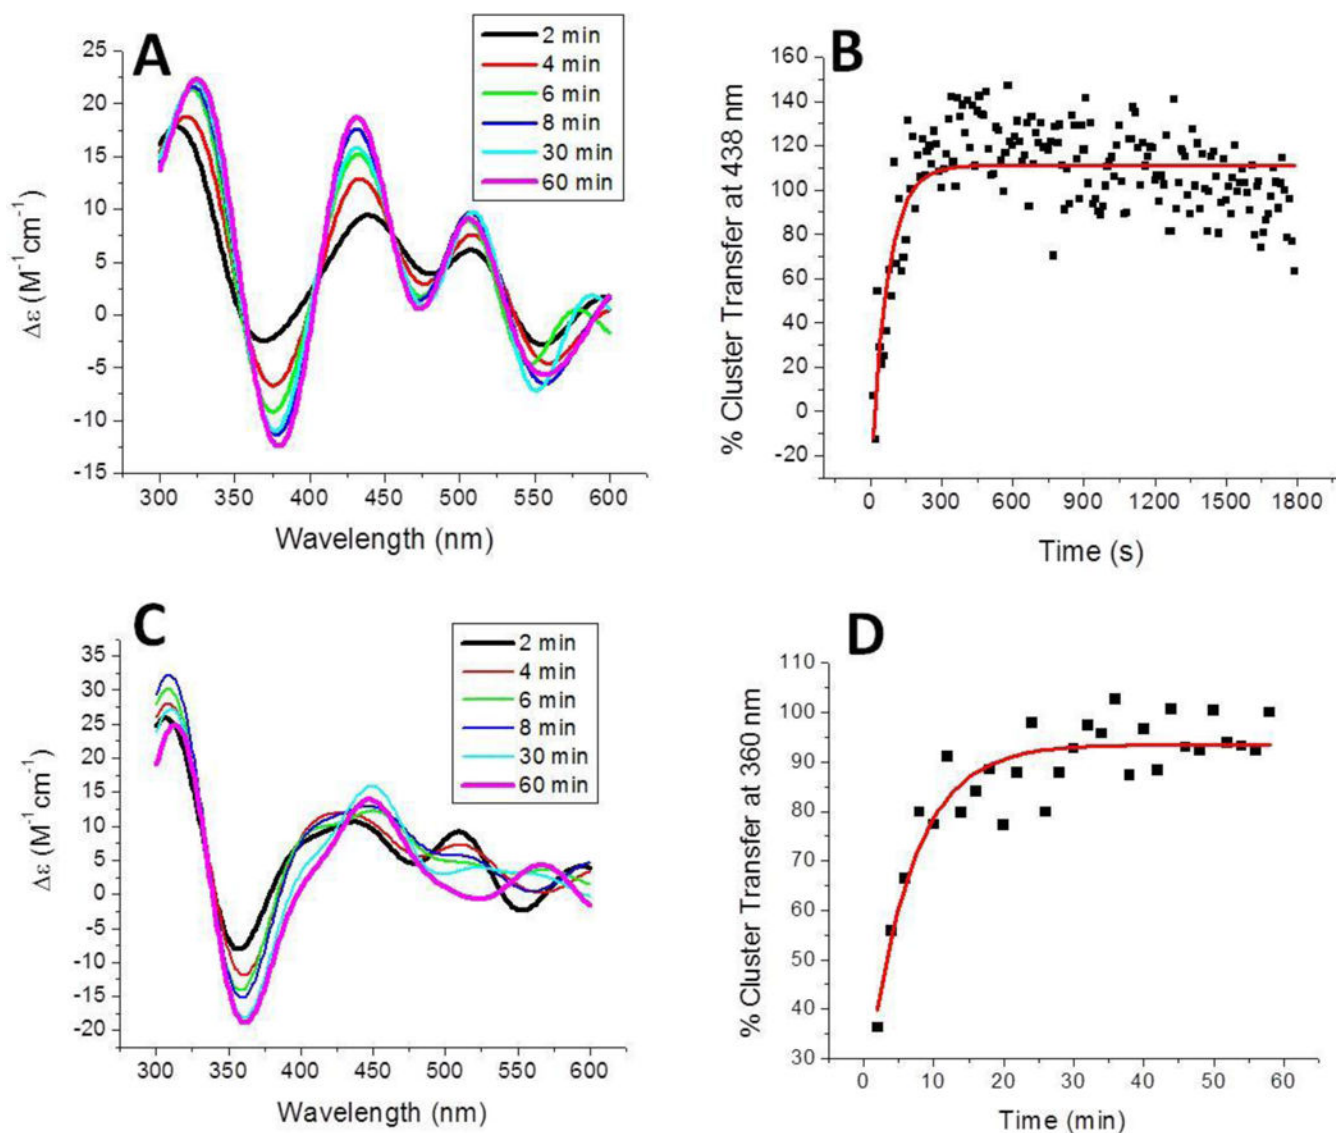 A
2 min
4 min
6 min
8 min
30 min
60 min
25
20
15
10
5
0
-5
-10
-15
Δε (M⁻¹cm⁻¹)
300 350 400 450 500 550 600
Wavelength (nm)
B
160
140
120
100
80
60
40
20
0
-20
% Cluster Transfer at 438 nm
0 300 600 900 1200 1500 1800
Time (s)
C
2 min
4 min
6 min
8 min
30 min
60 min
35
30
25
20
15
10
5
0
-5
-10
-15
-20
Δε (M⁻¹cm⁻¹)
300 350 400 450 500 550 600
Wavelength (nm)
D
110
100
90
80
70
60
50
40
30
% Cluster Transfer at 360 nm
0 10 20 30 40 50 60
Time (min)